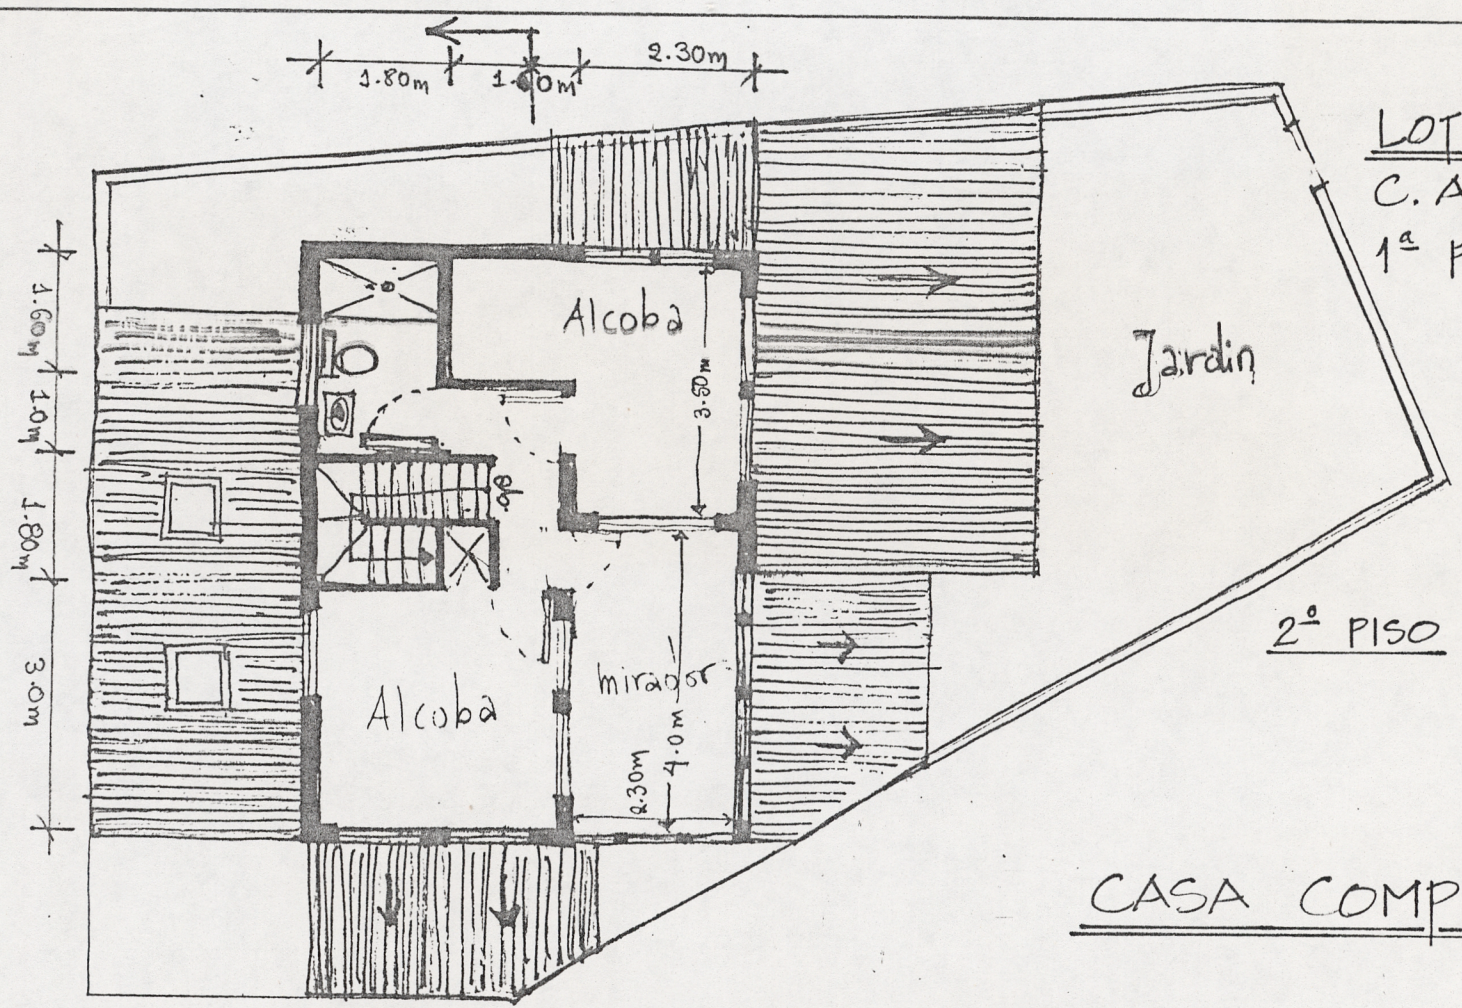 1.80m
2.30m
LOT
C. A
1ª P
1.60m
1.0m
1.80m
3.0m
Alcoba
3.50m
Jardin
mirador
4.0m
2.30m
Alcoba
2º PISO
CASA COMP